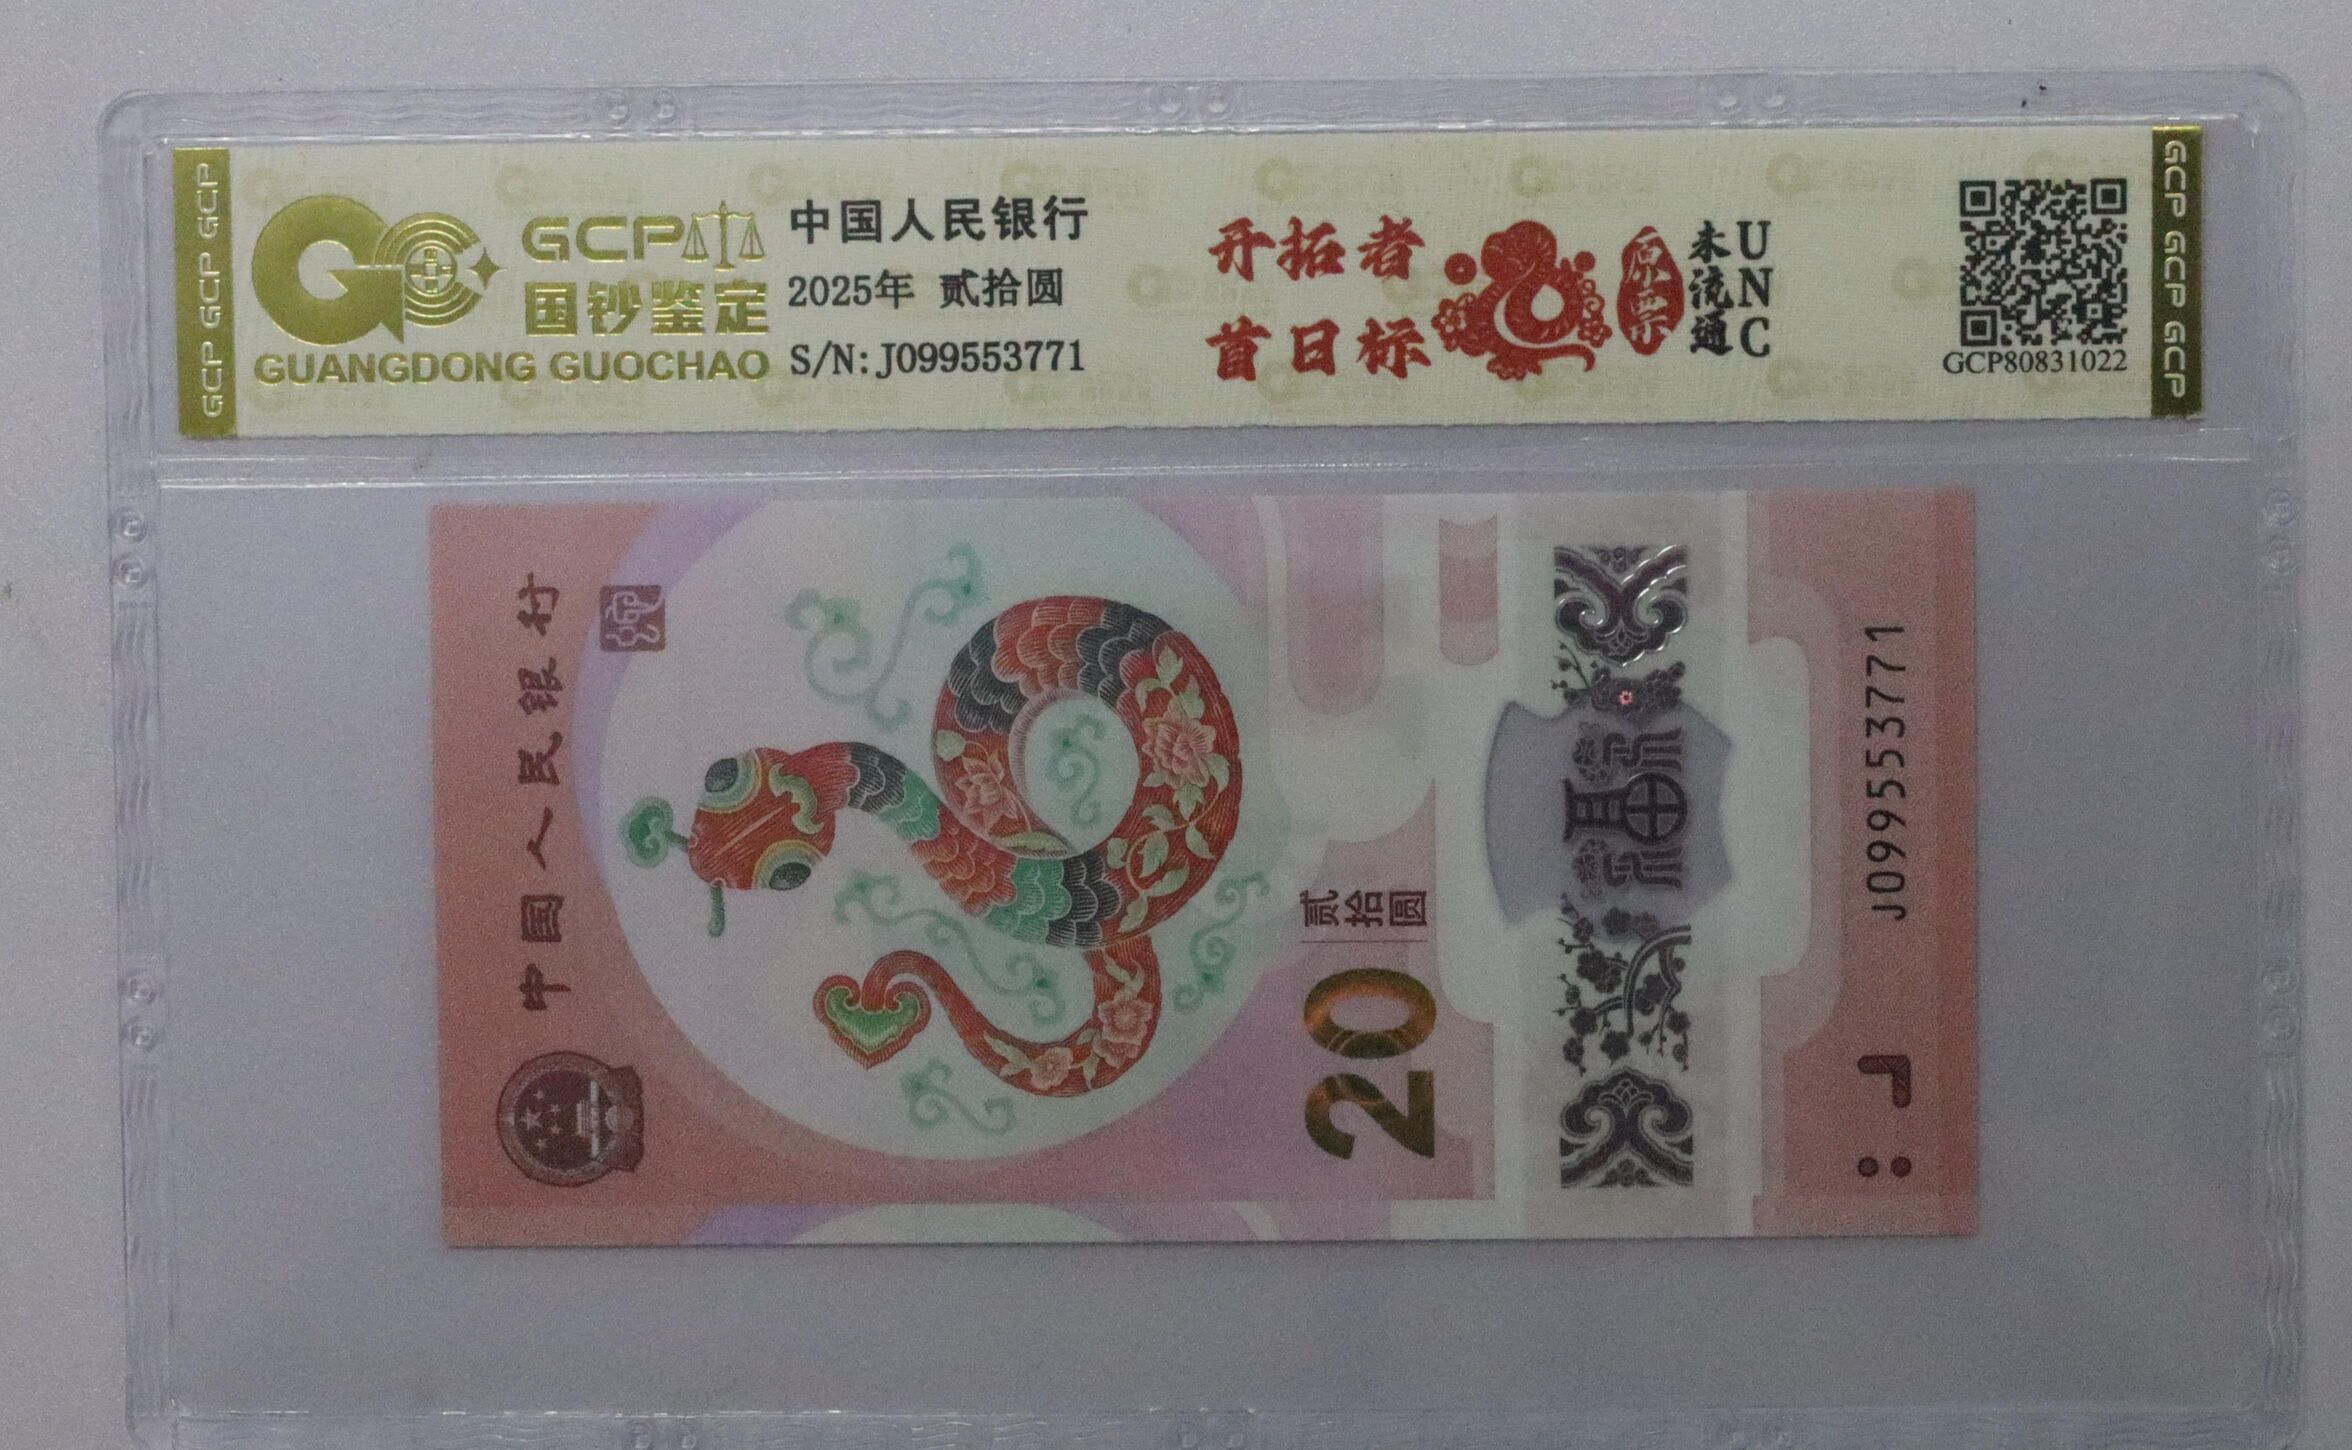 GCP GCP GCP
GCP
国钞鉴定
GUANGDONG GUOCHAO
中国人民银行
2025年 贰拾圆
S/N: J099553771
开拓者
首日标
原票
未流通
UNC
GCP80831022
GCP GCP GCP
中国人民银行
20
贰拾圆
福
J099553771